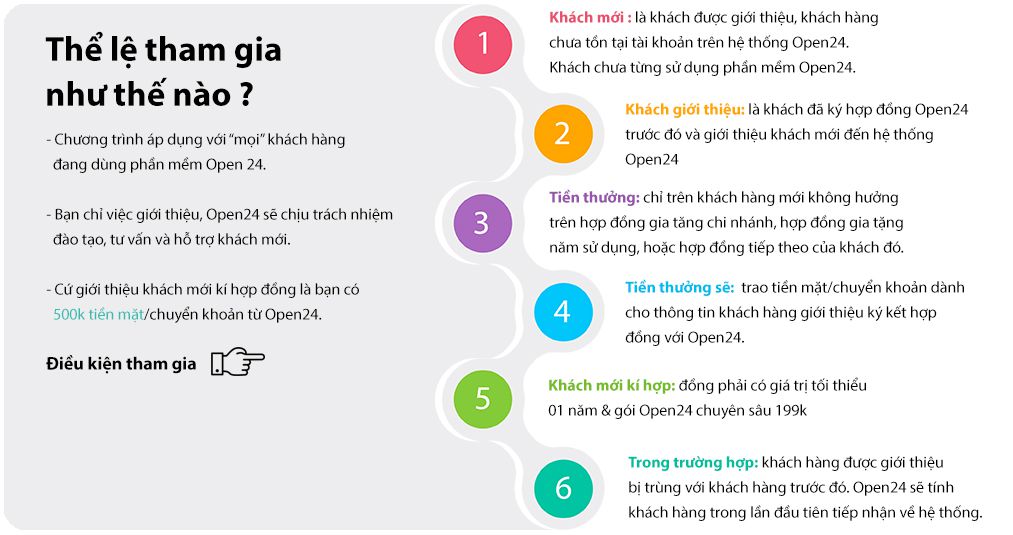 Thể lệ tham gia
như thế nào ?
- Chương trình áp dụng với “mọi” khách hàng
đang dùng phần mềm Open 24.
- Bạn chỉ việc giới thiệu, Open24 sẽ chịu trách nhiệm
đào tạo, tư vấn và hỗ trợ khách mới.
- Cứ giới thiệu khách mới kí hợp đồng là bạn có
500k tiền mặt/chuyển khoản từ Open24.
Điều kiện tham gia
1
Khách mới : là khách được giới thiệu, khách hàng
chưa tồn tại tài khoản trên hệ thống Open24.
Khách chưa từng sử dụng phần mềm Open24.
2
Khách giới thiệu: là khách đã ký hợp đồng Open24
trước đó và giới thiệu khách mới đến hệ thống
Open24
3
Tiền thưởng: chỉ trên khách hàng mới không hưởng
trên hợp đồng gia tăng chi nhánh, hợp đồng gia tặng
năm sử dụng, hoặc hợp đồng tiếp theo của khách đó.
4
Tiền thưởng sẽ: trao tiền mặt/chuyển khoản dành
cho thông tin khách hàng giới thiệu ký kết hợp
đồng với Open24.
5
Khách mới kí hợp: đồng phải có giá trị tối thiểu
01 năm & gói Open24 chuyên sâu 199k
6
Trong trường hợp: khách hàng được giới thiệu
bị trùng với khách hàng trước đó. Open24 sẽ tính
khách hàng trong lần đầu tiên tiếp nhận về hệ thống.